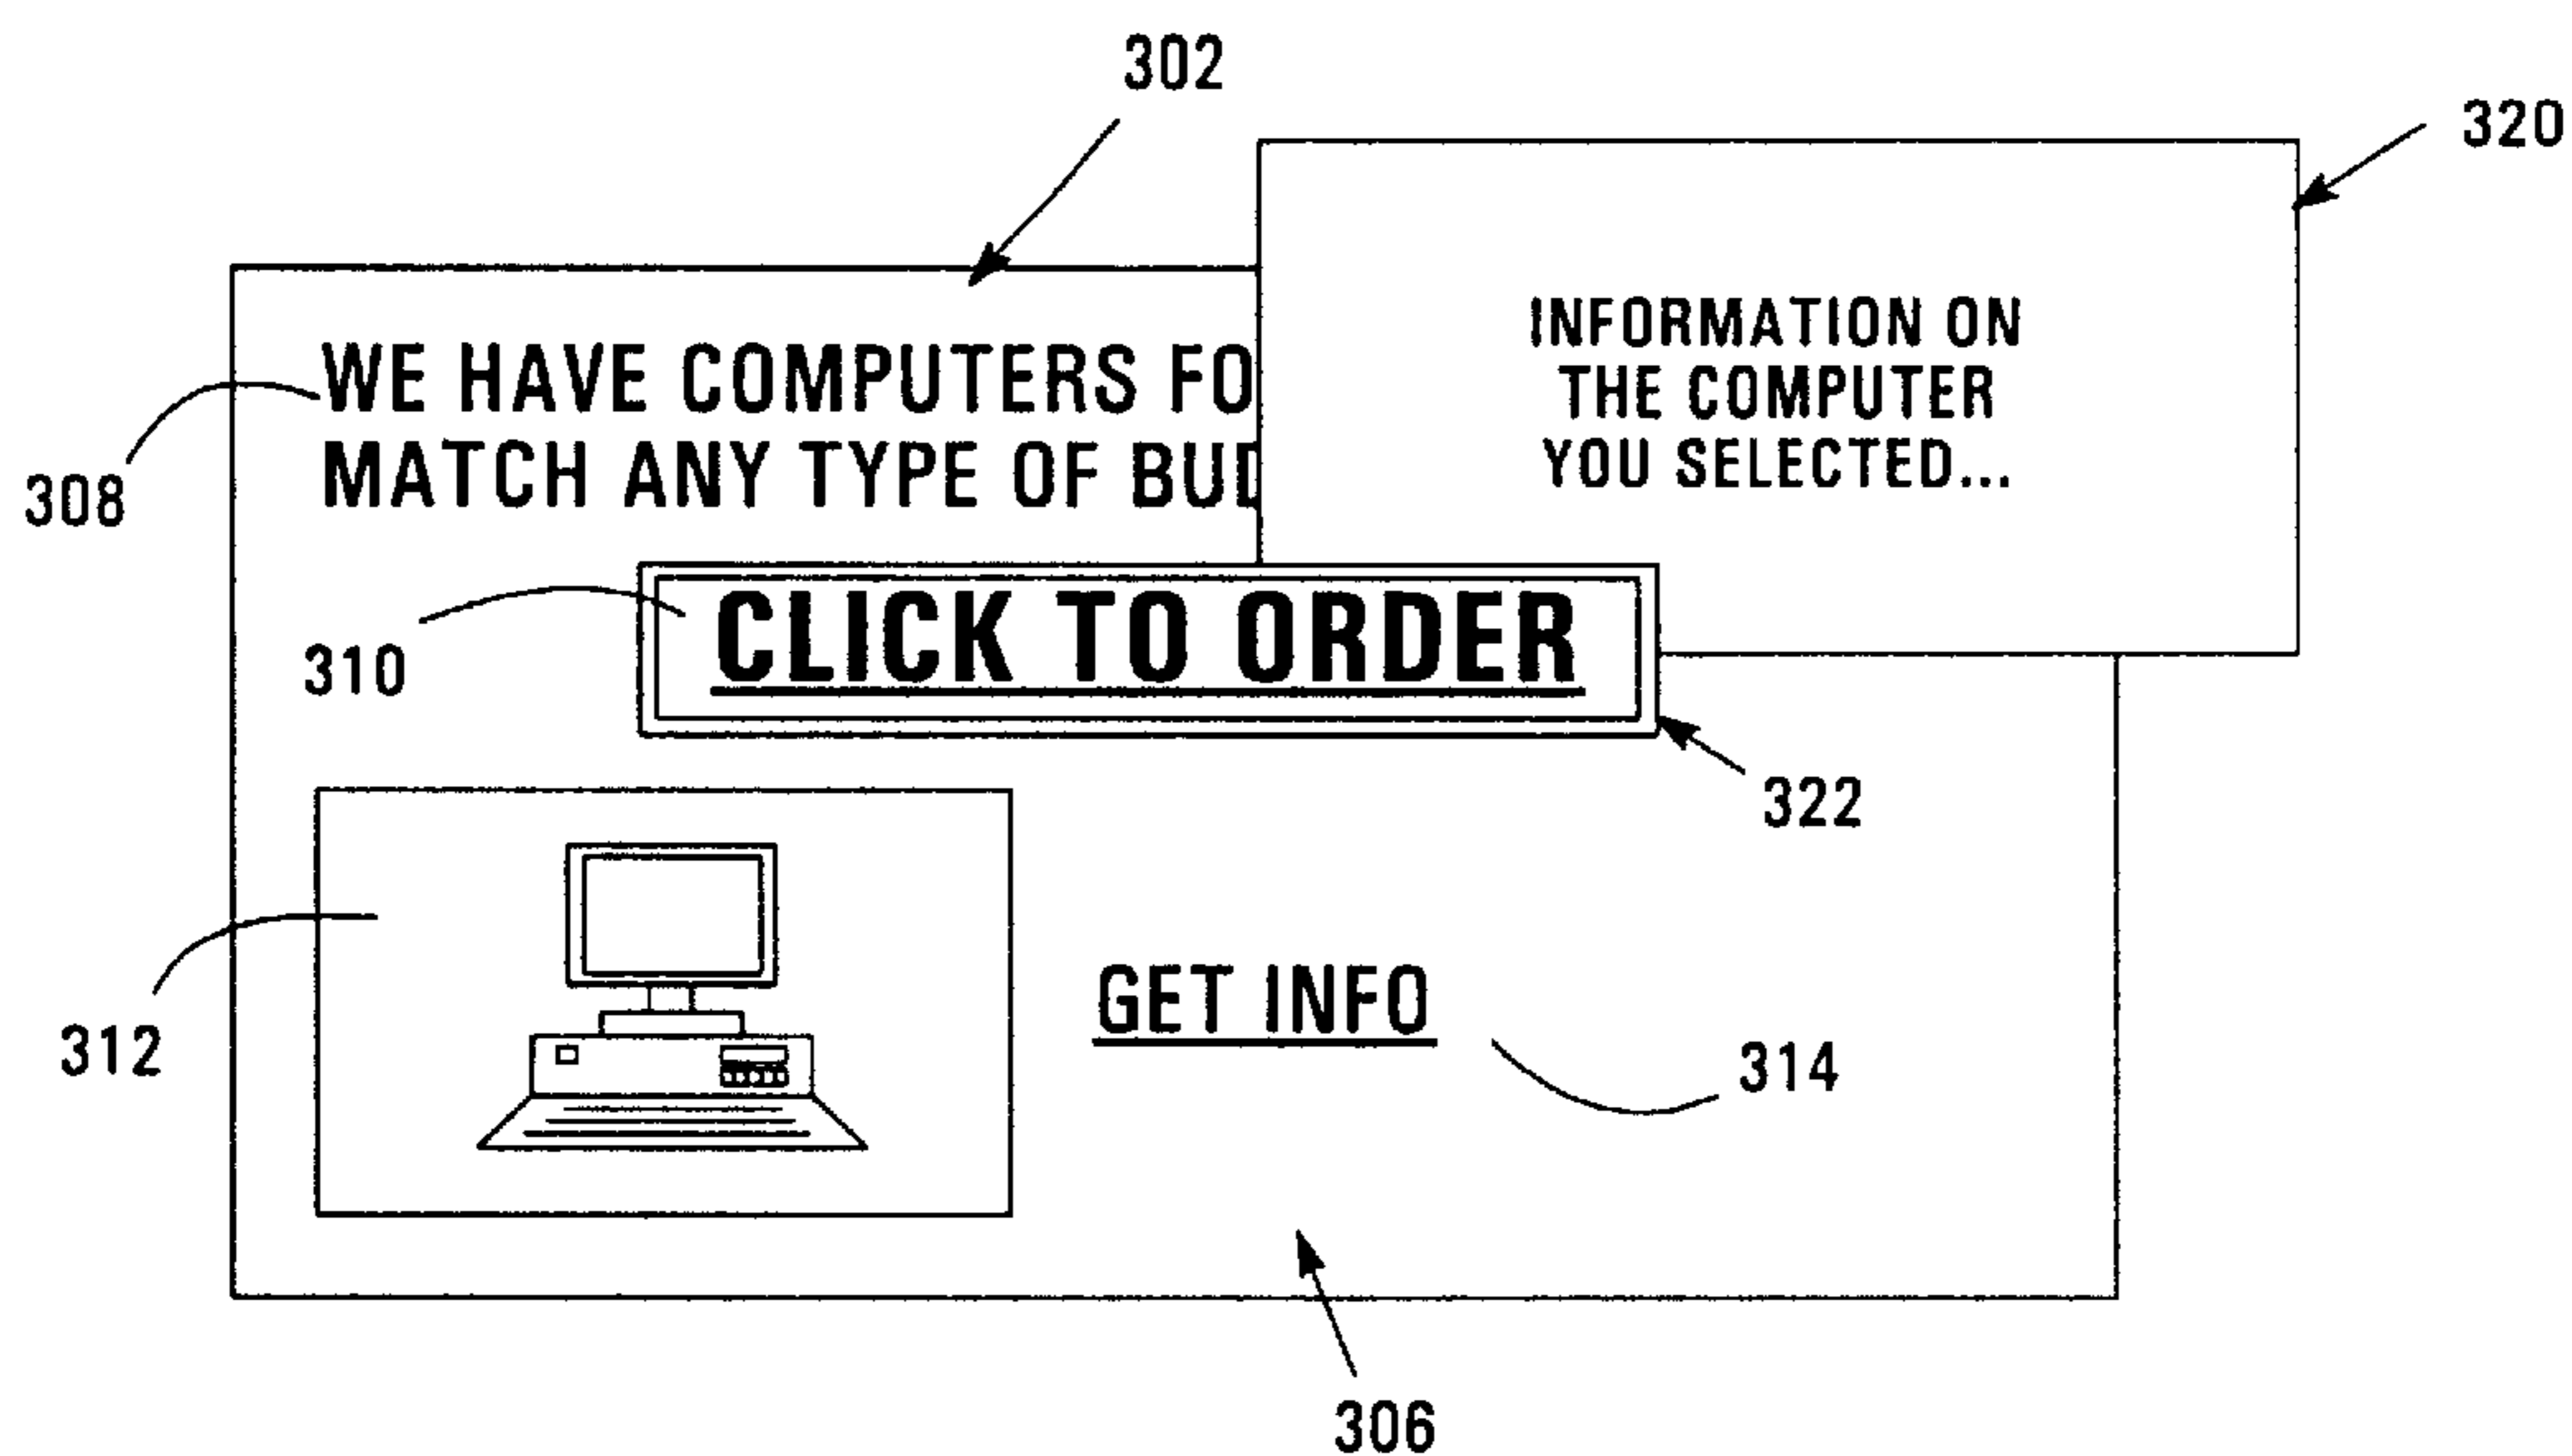 302
320
INFORMATION ON
THE COMPUTER
YOU SELECTED...
WE HAVE COMPUTERS FO
MATCH ANY TYPE OF BUD
308
CLICK TO ORDER
310
322
312
GET INFO
314
306